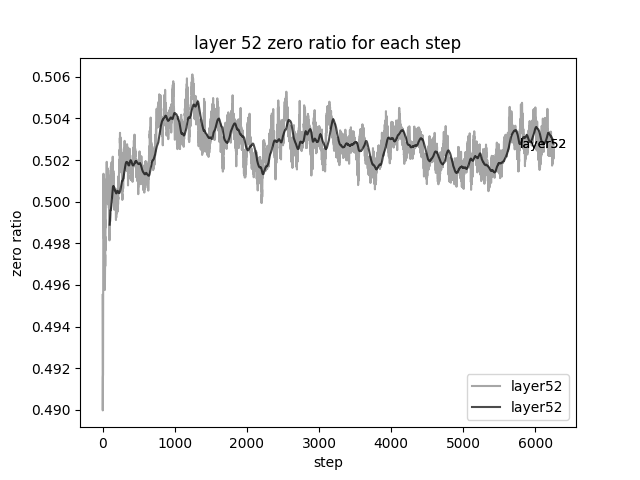 layer 52 zero ratio for each step
0.506
0.504
0.502
0.500
0.498
0.496
0.494
0.492
0.490
zero ratio
layer52
layer52
layer52
0
1000
2000
3000
4000
5000
6000
step